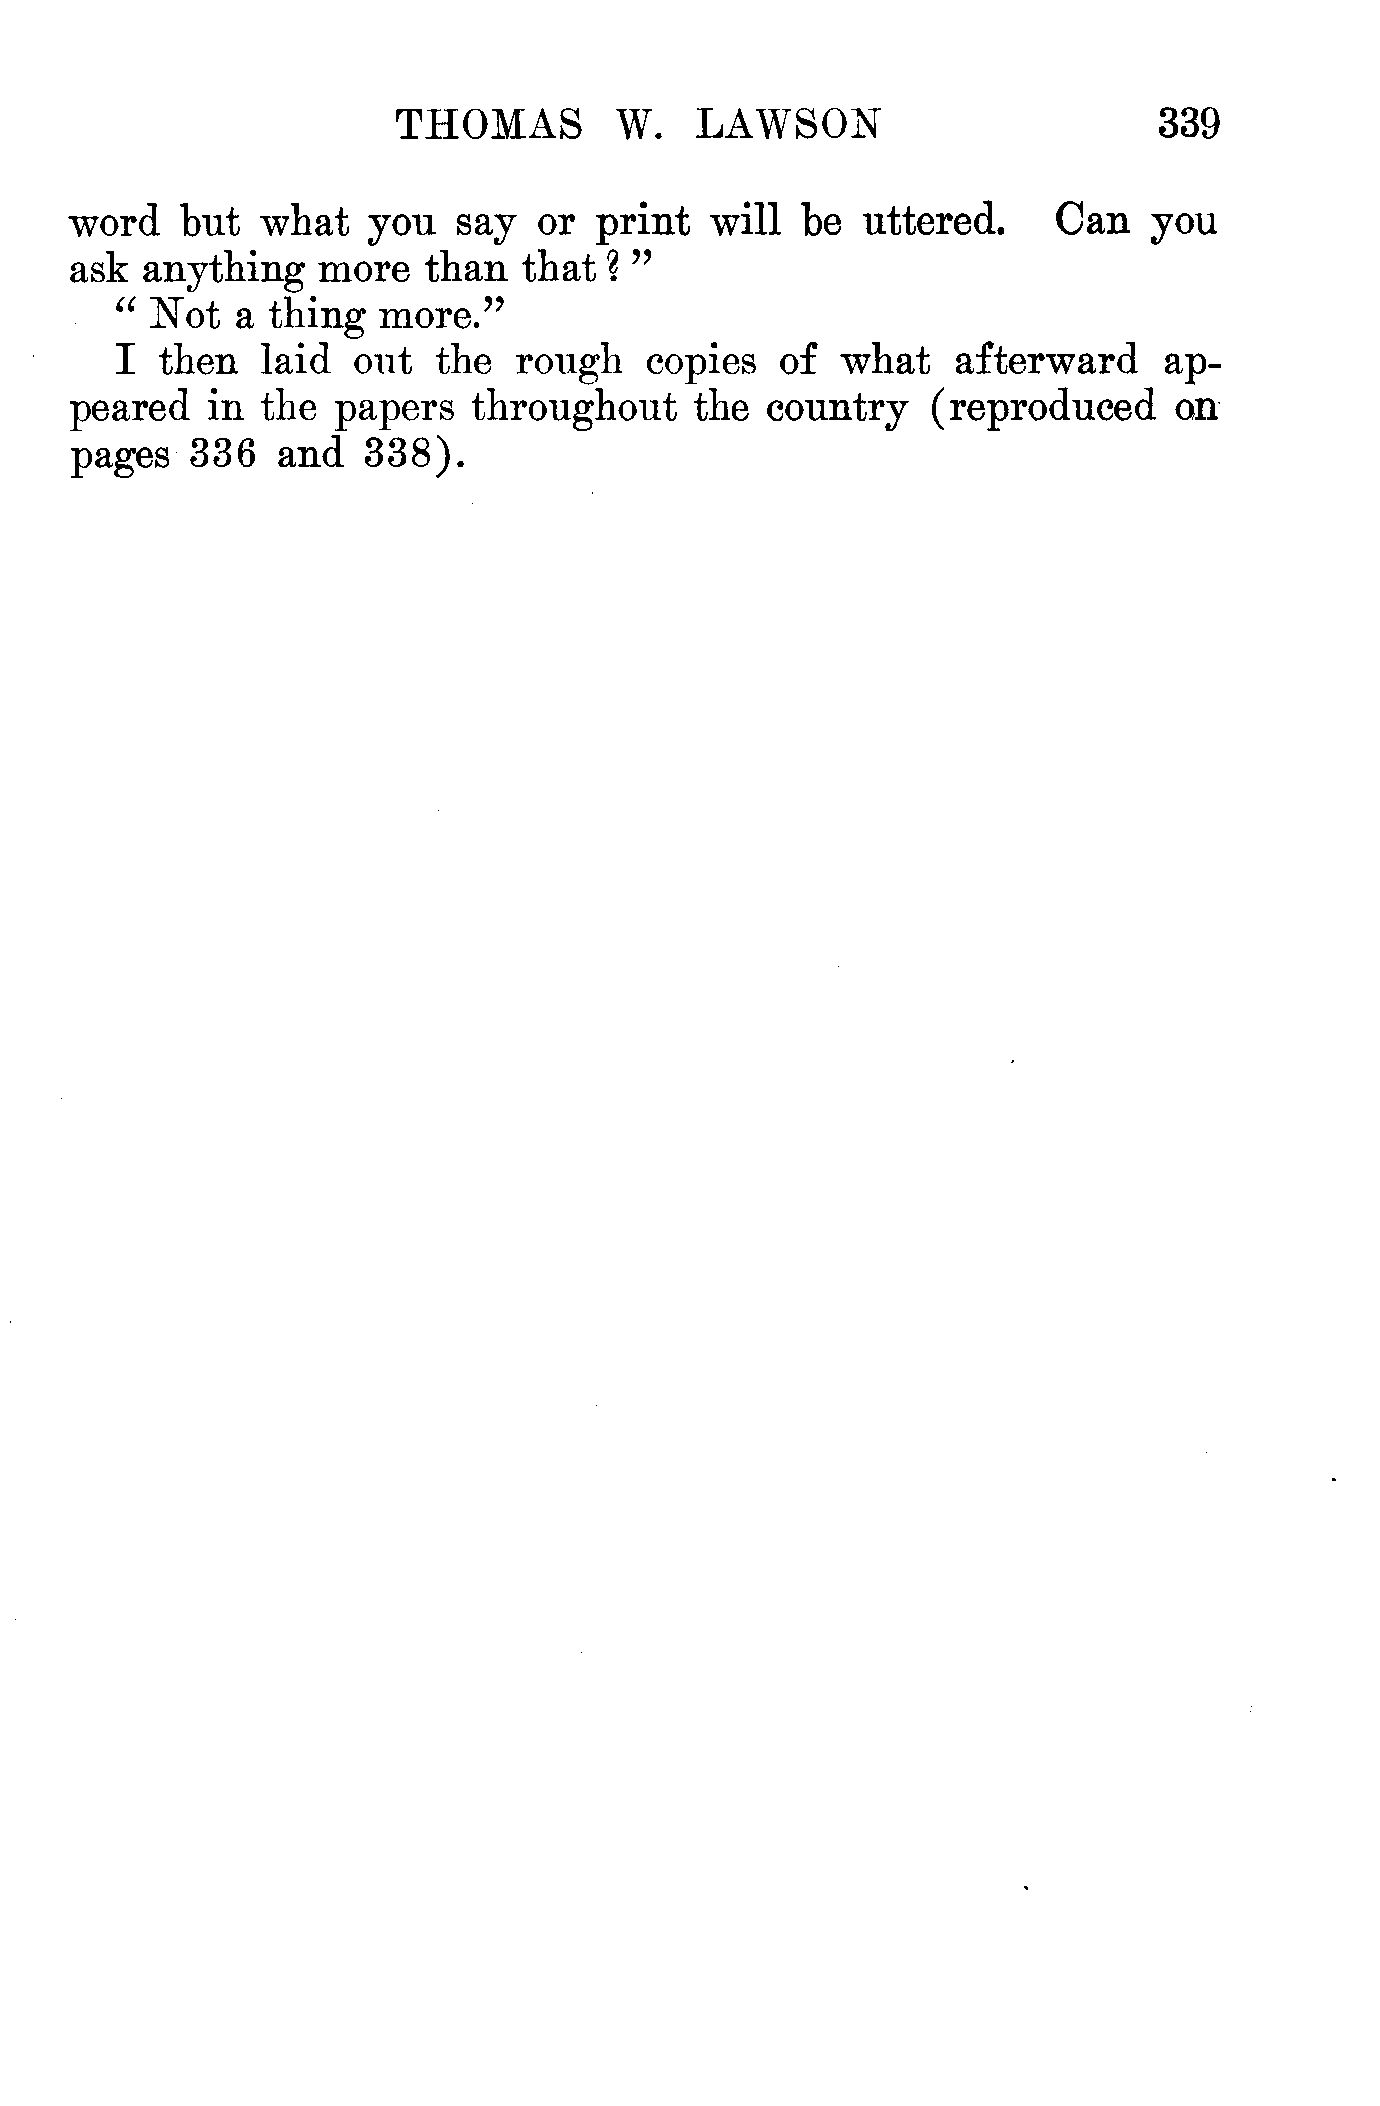 THOMAS W. LAWSON 339
word but what you say or print will be uttered. Can you
ask anything more than that?”
“Not a thing more.”
I then laid out the rough copies of what afterward ap-
peared in the papers throughout the country (reproduced on
pages 336 and 338).